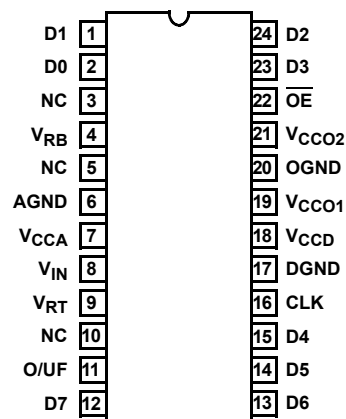 D1 1 24 D2
D0 2 23 D3
NC 3 22 OE
VRB 4 21 VCCO2
NC 5 20 OGND
AGND 6 19 VCCO1
VCCA 7 18 VCCD
VIN 8 17 DGND
VRT 9 16 CLK
NC 10 15 D4
O/UF 11 14 D5
D7 12 13 D6